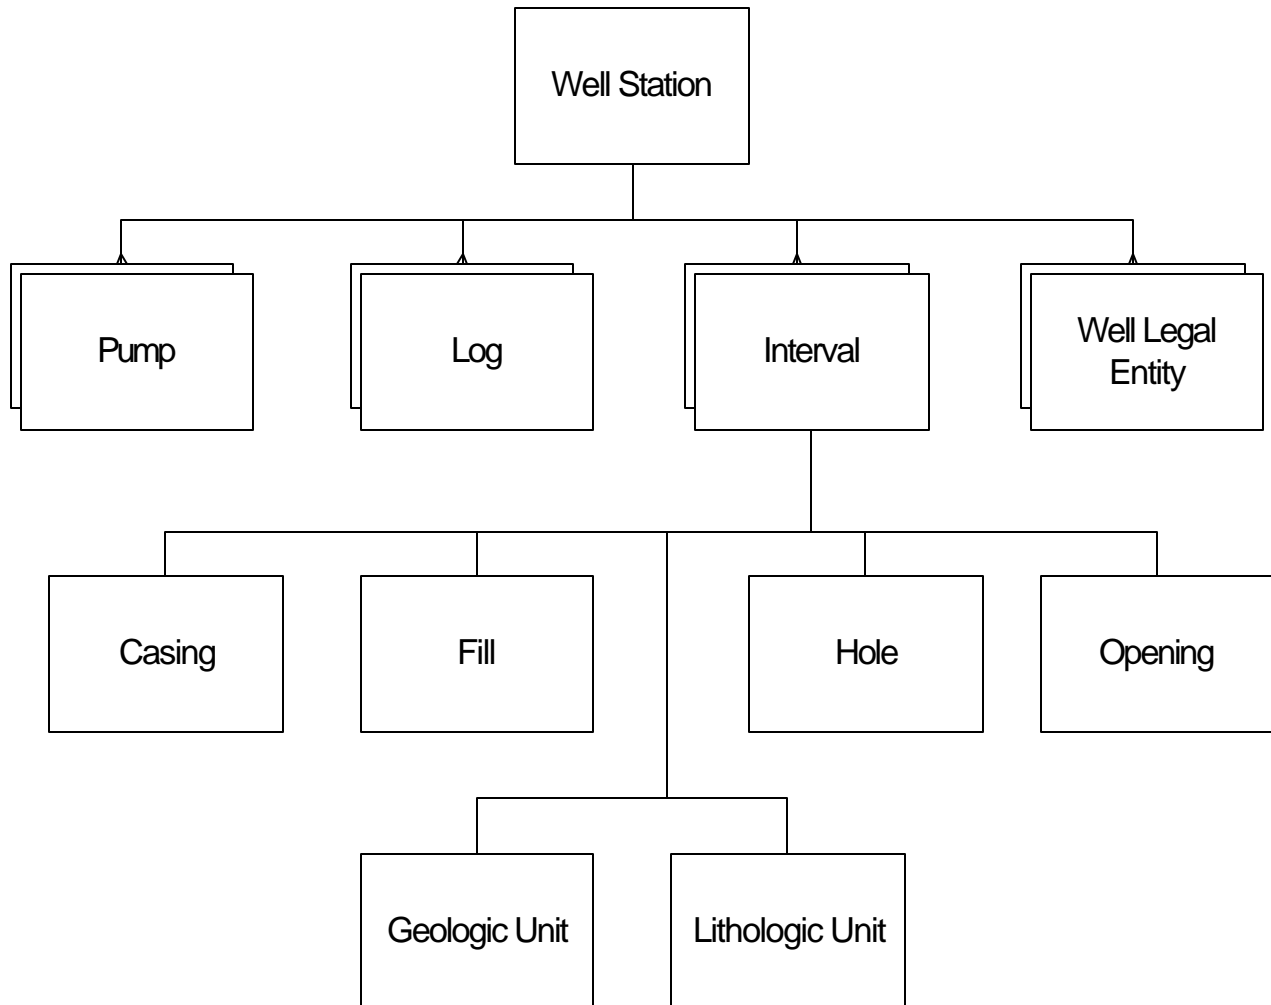 Well Station
Pump
Log
Interval
Well Legal
Entity
Casing
Fill
Hole
Opening
Geologic Unit
Lithologic Unit